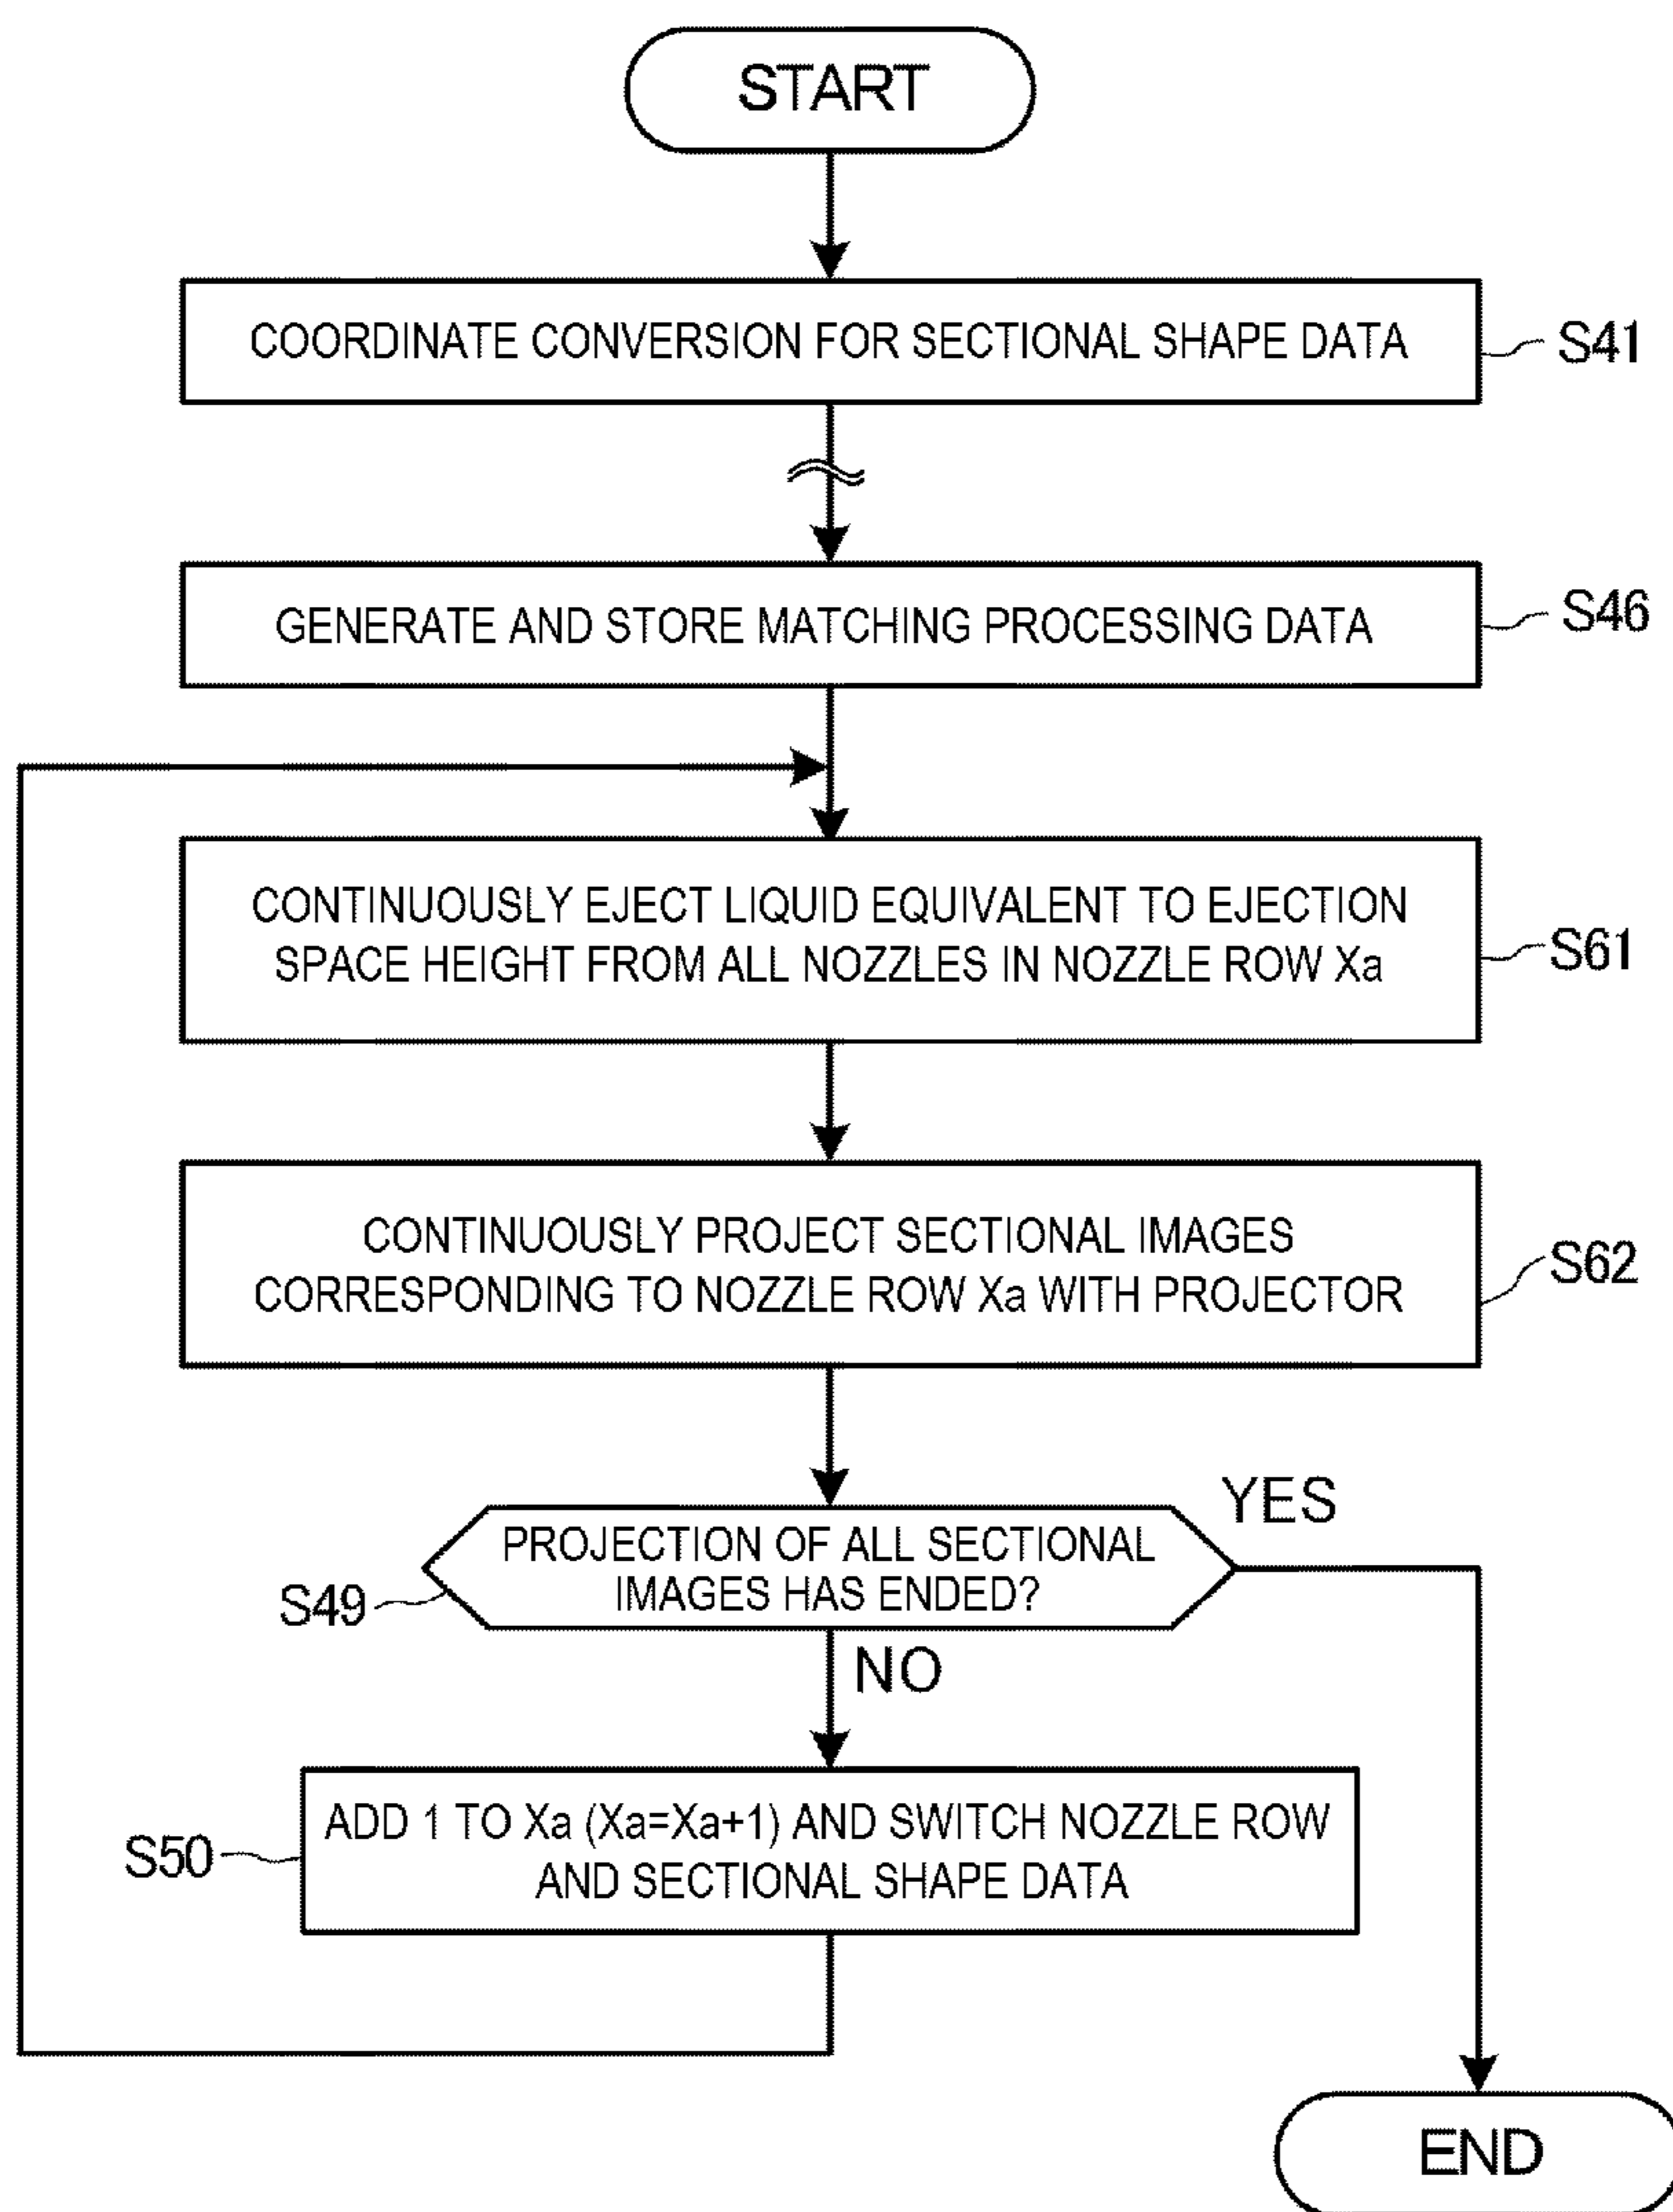 START
COORDINATE CONVERSION FOR SECTIONAL SHAPE DATA
S41
GENERATE AND STORE MATCHING PROCESSING DATA
S46
CONTINUOUSLY EJECT LIQUID EQUIVALENT TO EJECTION
SPACE HEIGHT FROM ALL NOZZLES IN NOZZLE ROW Xa
S61
CONTINUOUSLY PROJECT SECTIONAL IMAGES
CORRESPONDING TO NOZZLE ROW Xa WITH PROJECTOR
S62
YES
PROJECTION OF ALL SECTIONAL
IMAGES HAS ENDED?
S49
NO
ADD 1 TO Xa (Xa=Xa+1) AND SWITCH NOZZLE ROW
AND SECTIONAL SHAPE DATA
S50
END